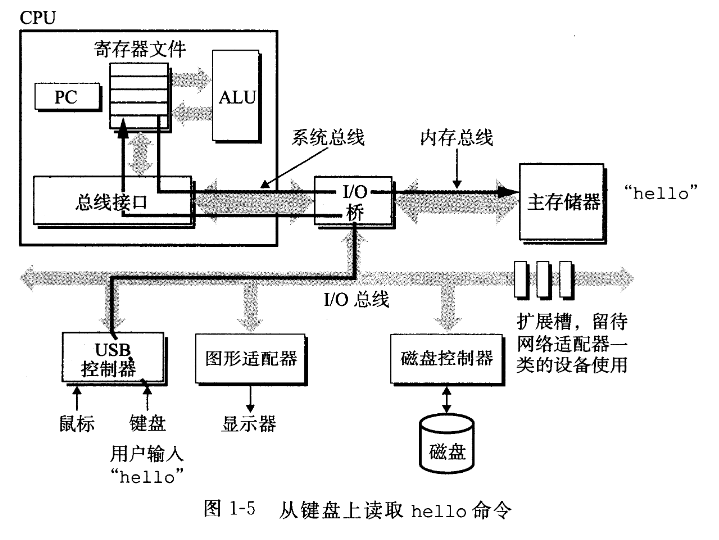 CPU
寄存器文件
PC
ALU
系统总线
内存总线
总线接口
I/O
桥
主存储器
“hello”
I/O 总线
扩展槽，留待
网络适配器一
类的设备使用
USB
控制器
图形适配器
磁盘控制器
鼠标
键盘
显示器
磁盘
用户输入
“hello”
图 1-5 从键盘上读取 hello 命令